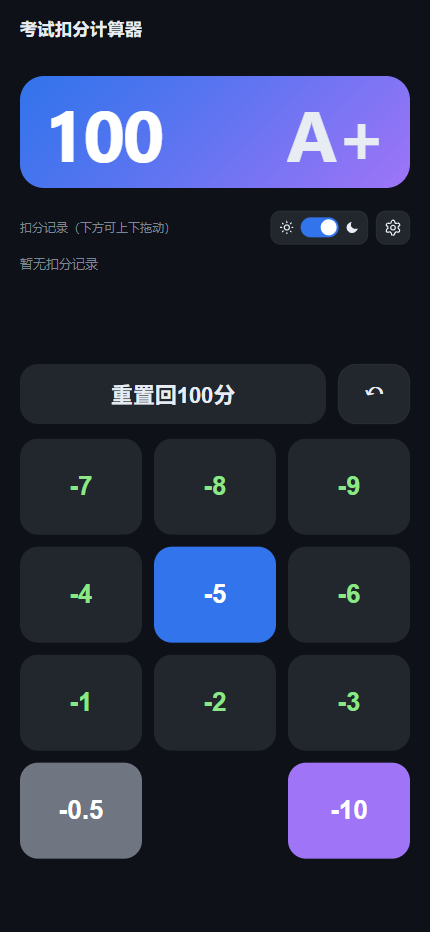 考试扣分计算器
100 A+
扣分记录（下方可上下拖动）
暂无扣分记录
重置回100分
-7 -8 -9
-4 -5 -6
-1 -2 -3
-0.5 -10